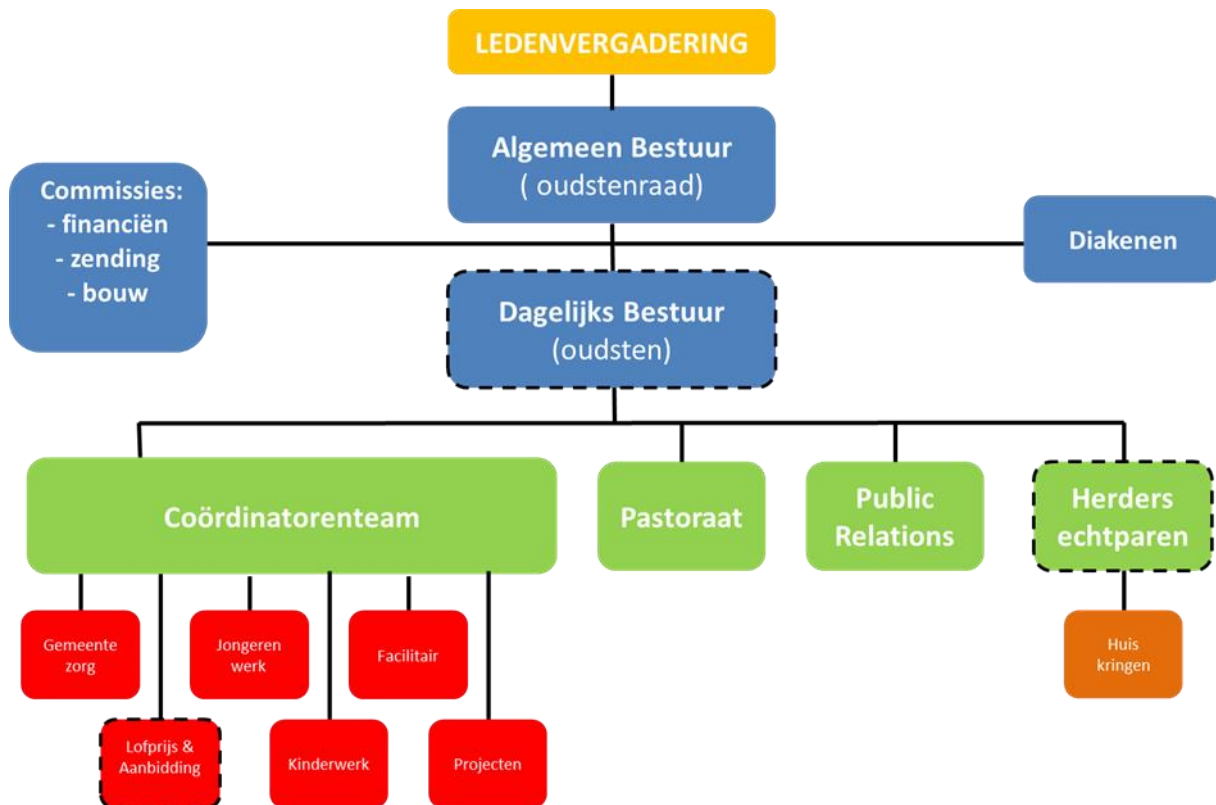 LEDENVERGADERING
Algemeen Bestuur
( oudstenraad)
Commissies:
- financiën
- zending
- bouw
Diakenen
Dagelijks Bestuur
(oudsten)
Coördinatorenteam
Pastoraat
Public
Relations
Herders
echtparen
Gemeente
zorg
Jongeren
werk
Facilitair
Huis
kringen
Lofprijs &
Aanbidding
Kinderwerk
Projecten